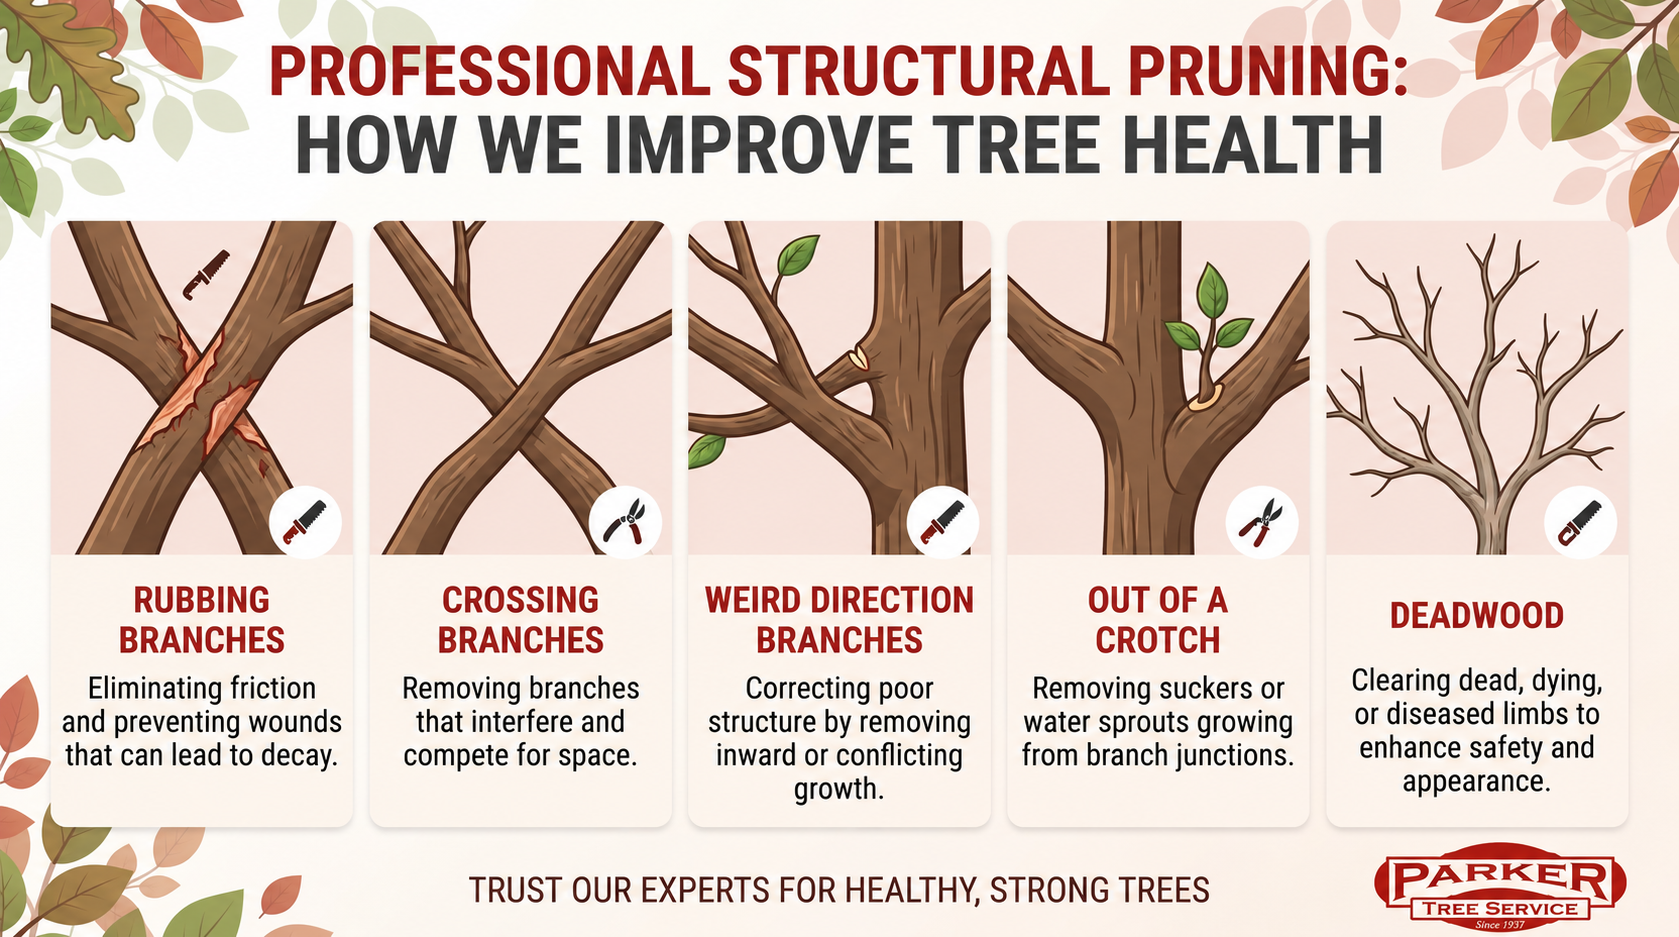 PROFESSIONAL STRUCTURAL PRUNING:
HOW WE IMPROVE TREE HEALTH
RUBBING
BRANCHES
Eliminating friction
and preventing wounds
that can lead to decay.
CROSSING
BRANCHES
Removing branches
that interfere and
compete for space.
WEIRD DIRECTION
BRANCHES
Correcting poor
structure by removing
inward or conflicting
growth.
OUT OF A
CROTCH
Removing suckers or
water sprouts growing
from branch junctions.
DEADWOOD
Clearing dead, dying,
or diseased limbs to
enhance safety and
appearance.
TRUST OUR EXPERTS FOR HEALTHY, STRONG TREES
PARKER
TREE SERVICE
Since 1937